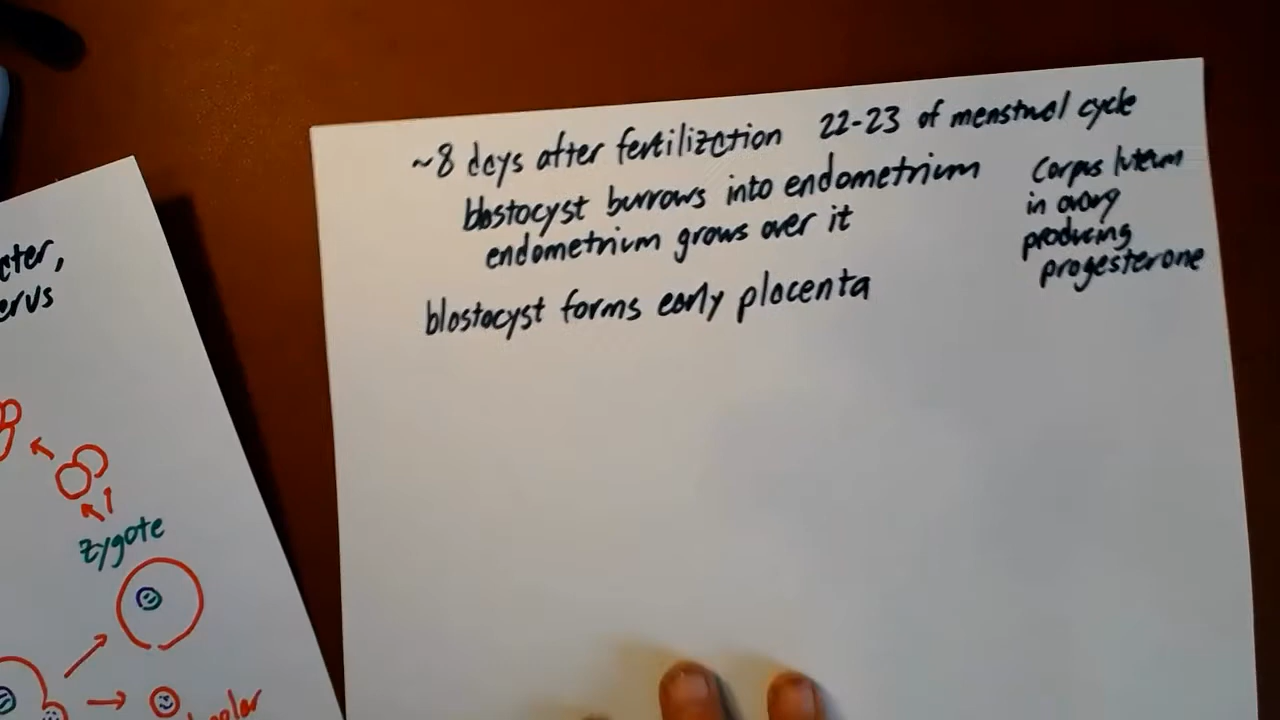 ~8 days after fertilization 22-23 of menstrual cycle
blastocyst burrows into endometrium
endometrium grows over it
blastocyst forms early placenta
Corpus luteum
in ovary
producing
progesterone
zygote